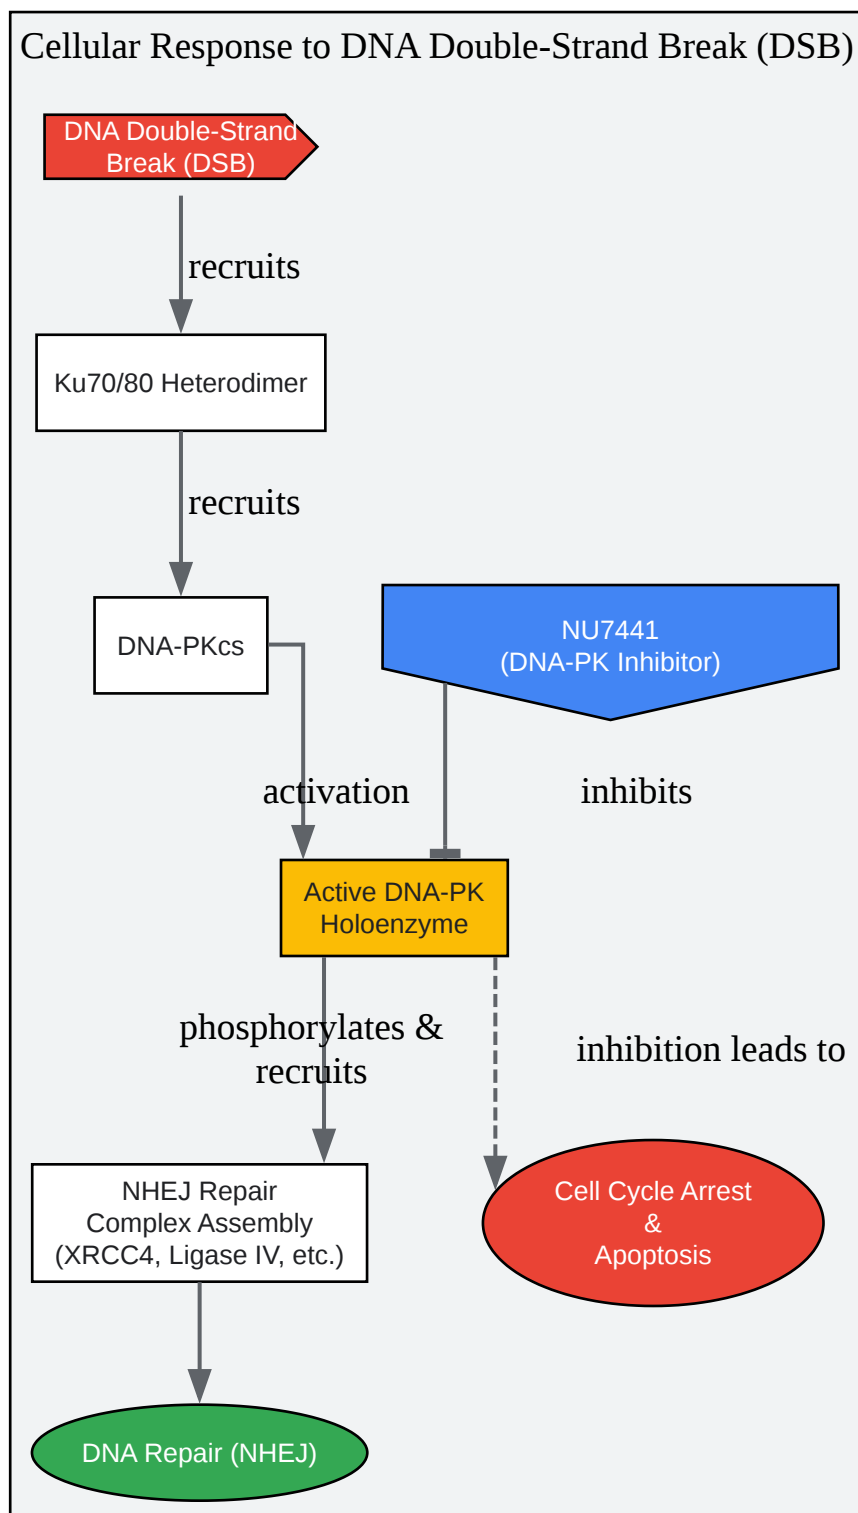 Cellular Response to DNA Double-Strand Break (DSB)
DNA Double-Strand
Break (DSB)
recruits
Ku70/80 Heterodimer
recruits
DNA-PKcs
NU7441
(DNA-PK Inhibitor)
activation
inhibits
Active DNA-PK
Holoenzyme
phosphorylates &
recruits
inhibition leads to
NHEJ Repair
Complex Assembly
(XRCC4, Ligase IV, etc.)
Cell Cycle Arrest
&
Apoptosis
DNA Repair (NHEJ)